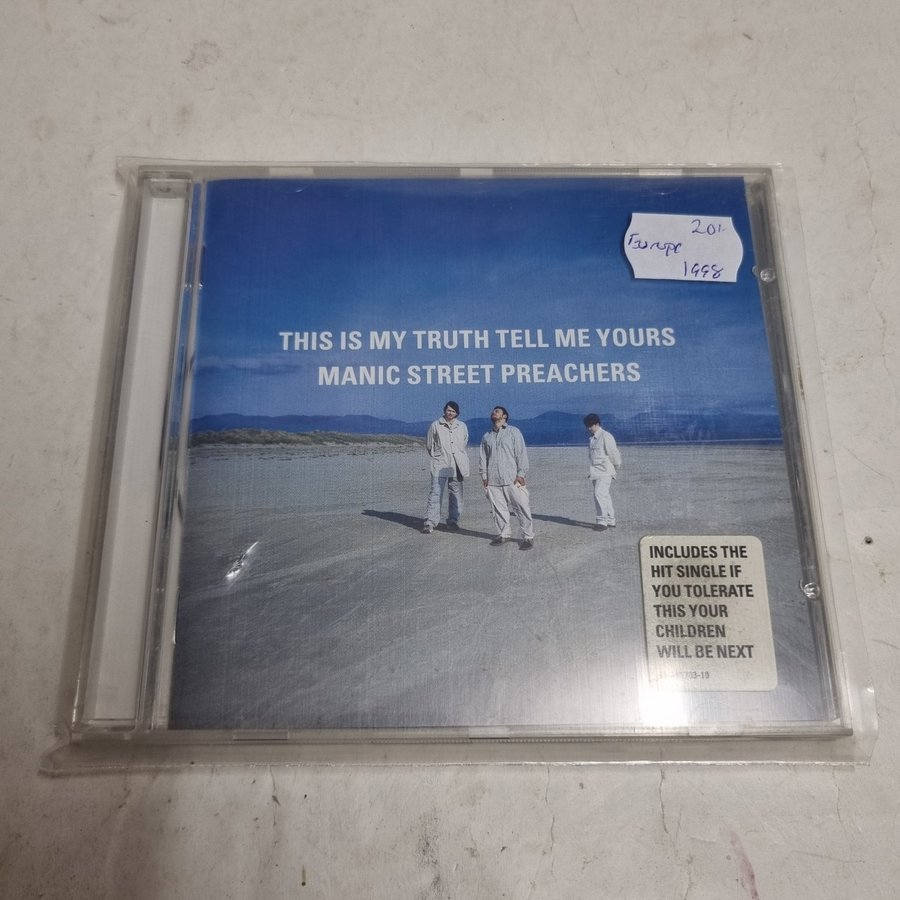 20:-
Europe
1998
THIS IS MY TRUTH TELL ME YOURS
MANIC STREET PREACHERS
INCLUDES THE
HIT SINGLE IF
YOU TOLERATE
THIS YOUR
CHILDREN
WILL BE NEXT